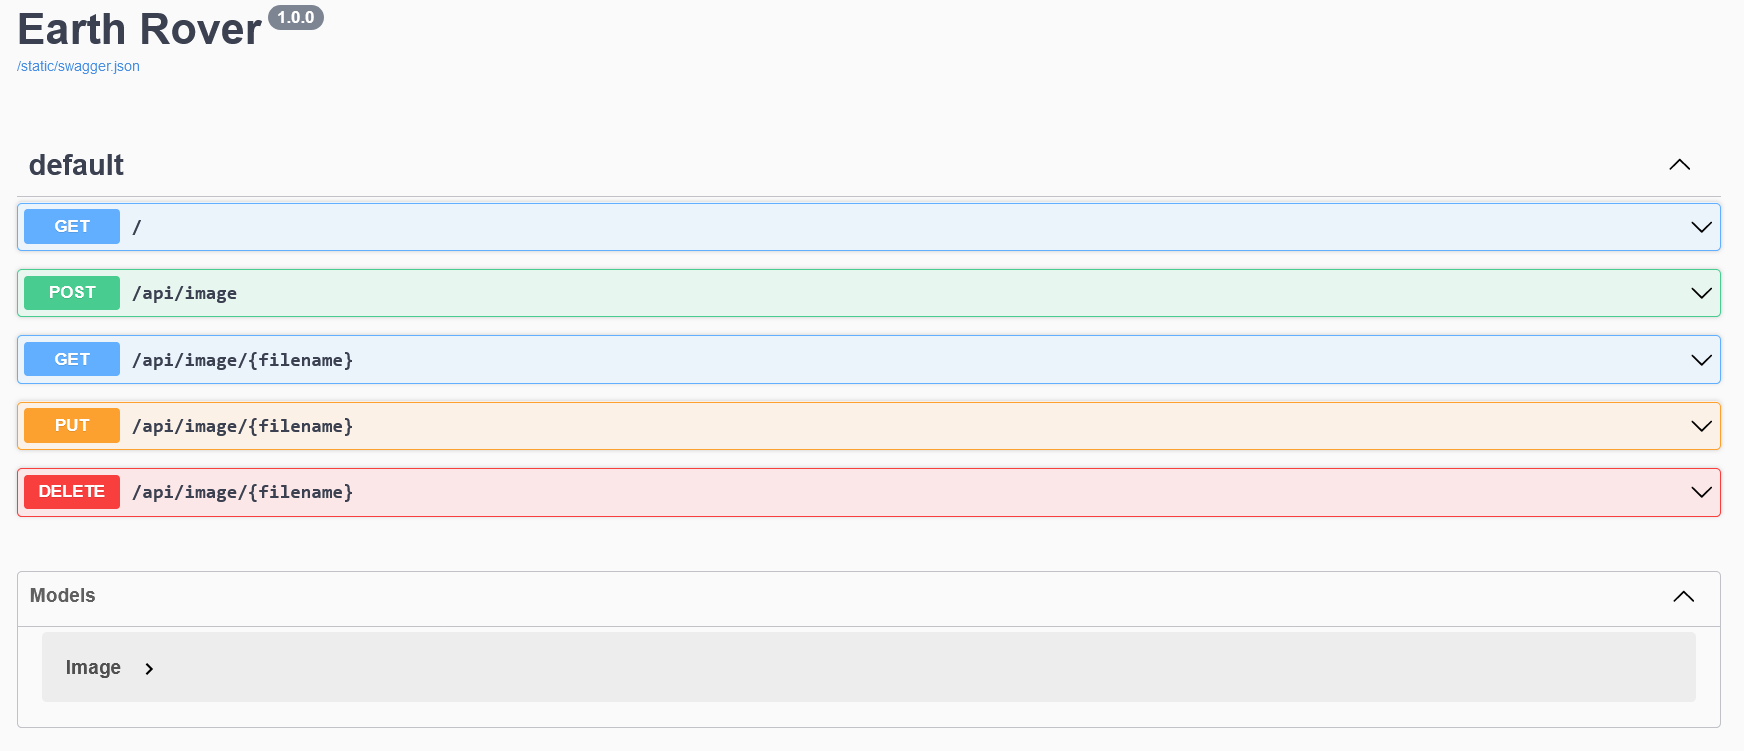 Earth Rover 1.0.0
/static/swagger.json
default
GET /
POST /api/image
GET /api/image/{filename}
PUT /api/image/{filename}
DELETE /api/image/{filename}
Models
Image